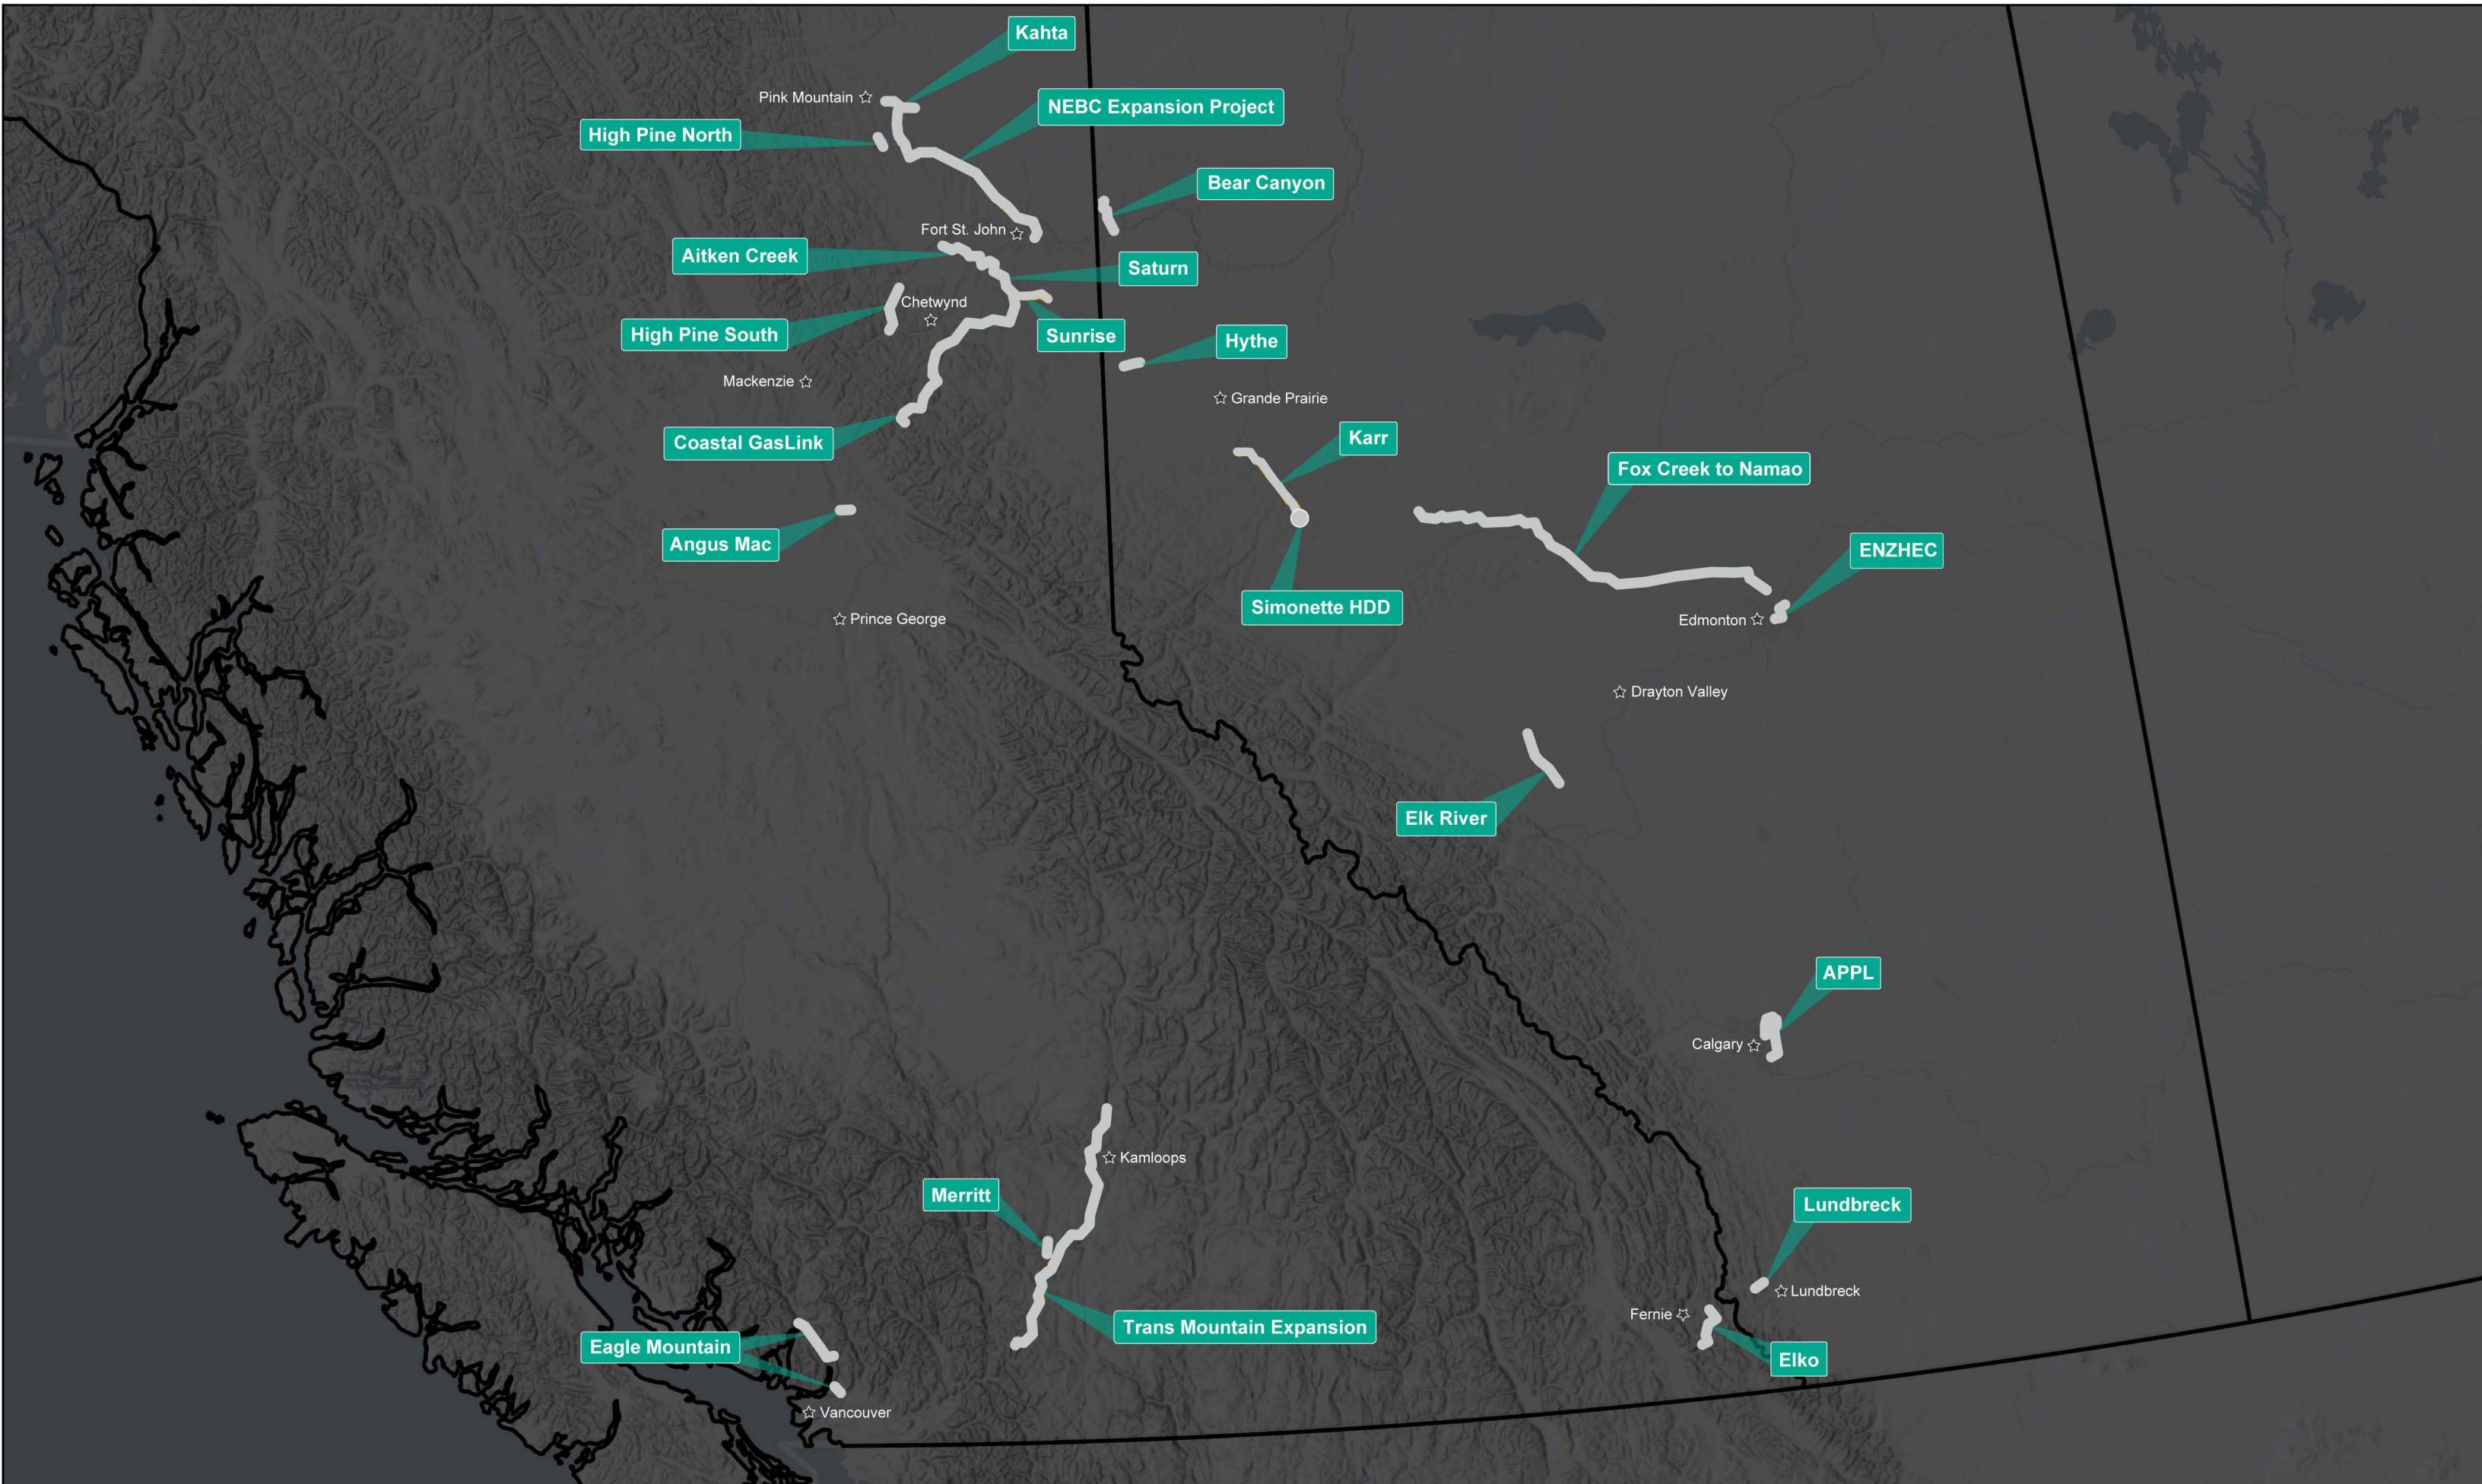 Kahta
Pink Mountain
NEBC Expansion Project
High Pine North
Bear Canyon
Fort St. John
Aitken Creek
Saturn
Chetwynd
High Pine South
Sunrise
Hythe
Mackenzie
Grande Prairie
Coastal GasLink
Karr
Fox Creek to Namao
Angus Mac
ENZHEC
Simonette HDD
Prince George
Edmonton
Drayton Valley
Elk River
APPL
Calgary
Kamloops
Merritt
Lundbreck
Lundbreck
Fernie
Trans Mountain Expansion
Eagle Mountain
Elko
Vancouver